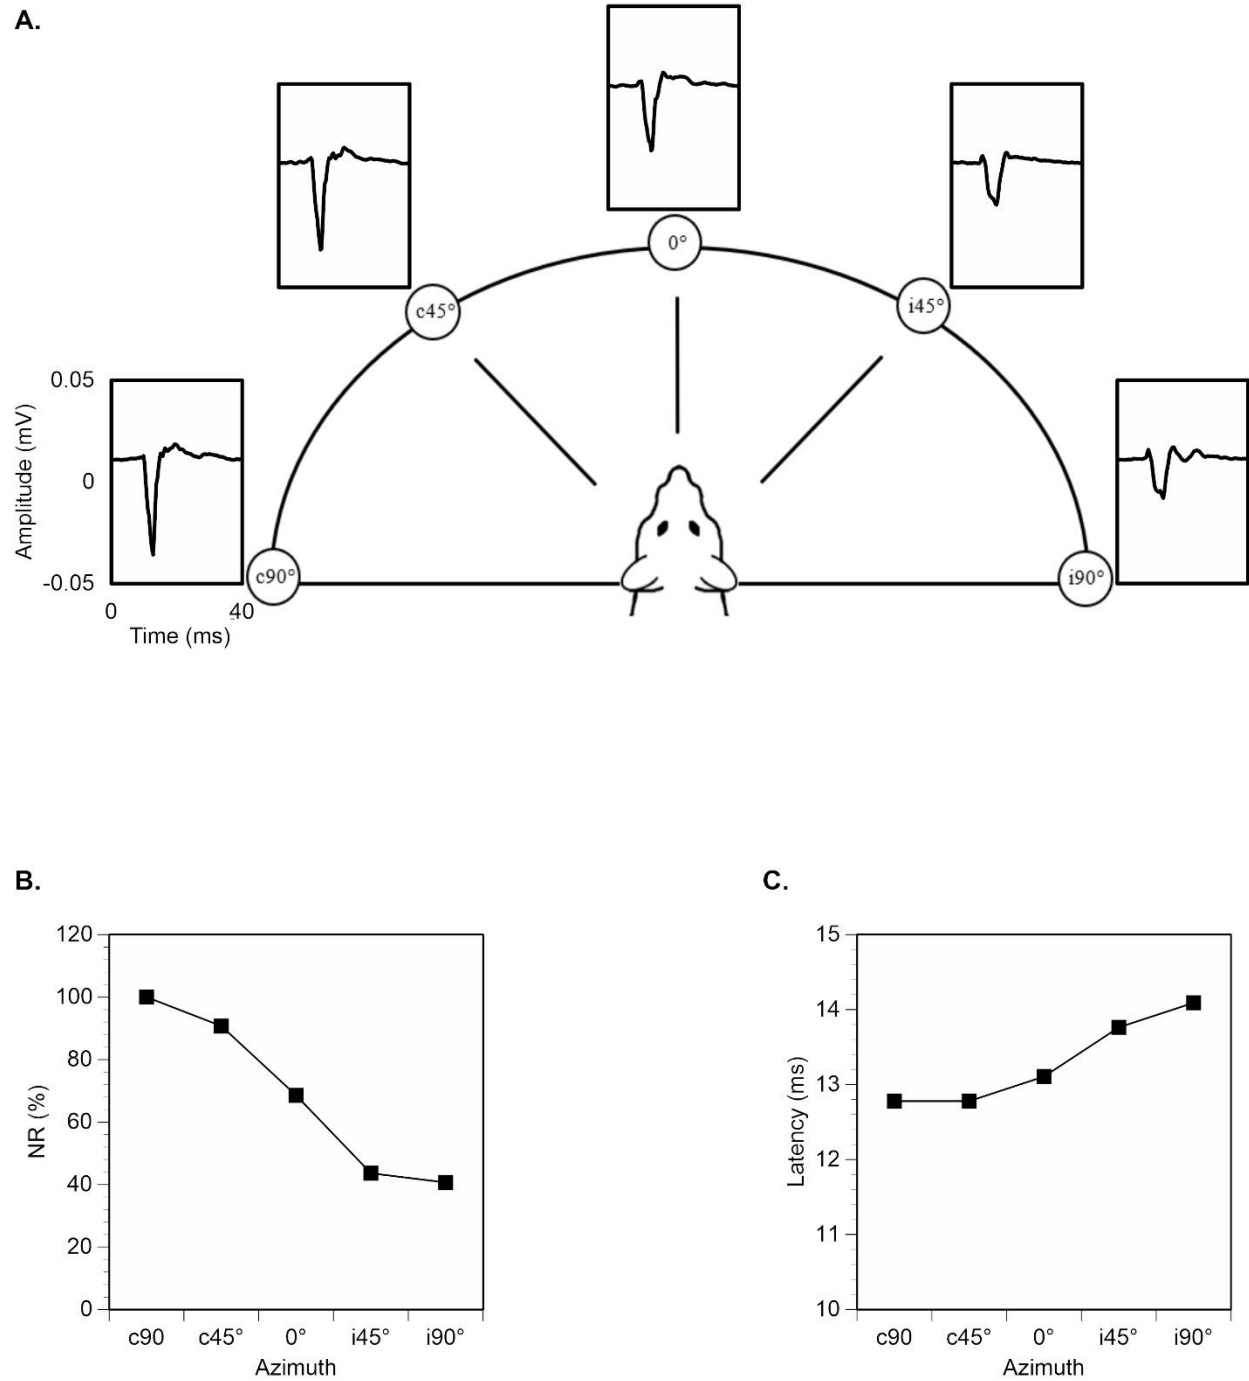 A.
0°
c45°
i45°
0.05
Amplitude (mV)
0
-0.05
c90°
i90°
0
40
Time (ms)
B.
C.
120
100
80
60
40
20
0
NR (%)
c90
c45°
0°
i45°
i90°
Azimuth
15
14
13
12
11
10
Latency (ms)
c90
c45°
0°
i45°
i90°
Azimuth